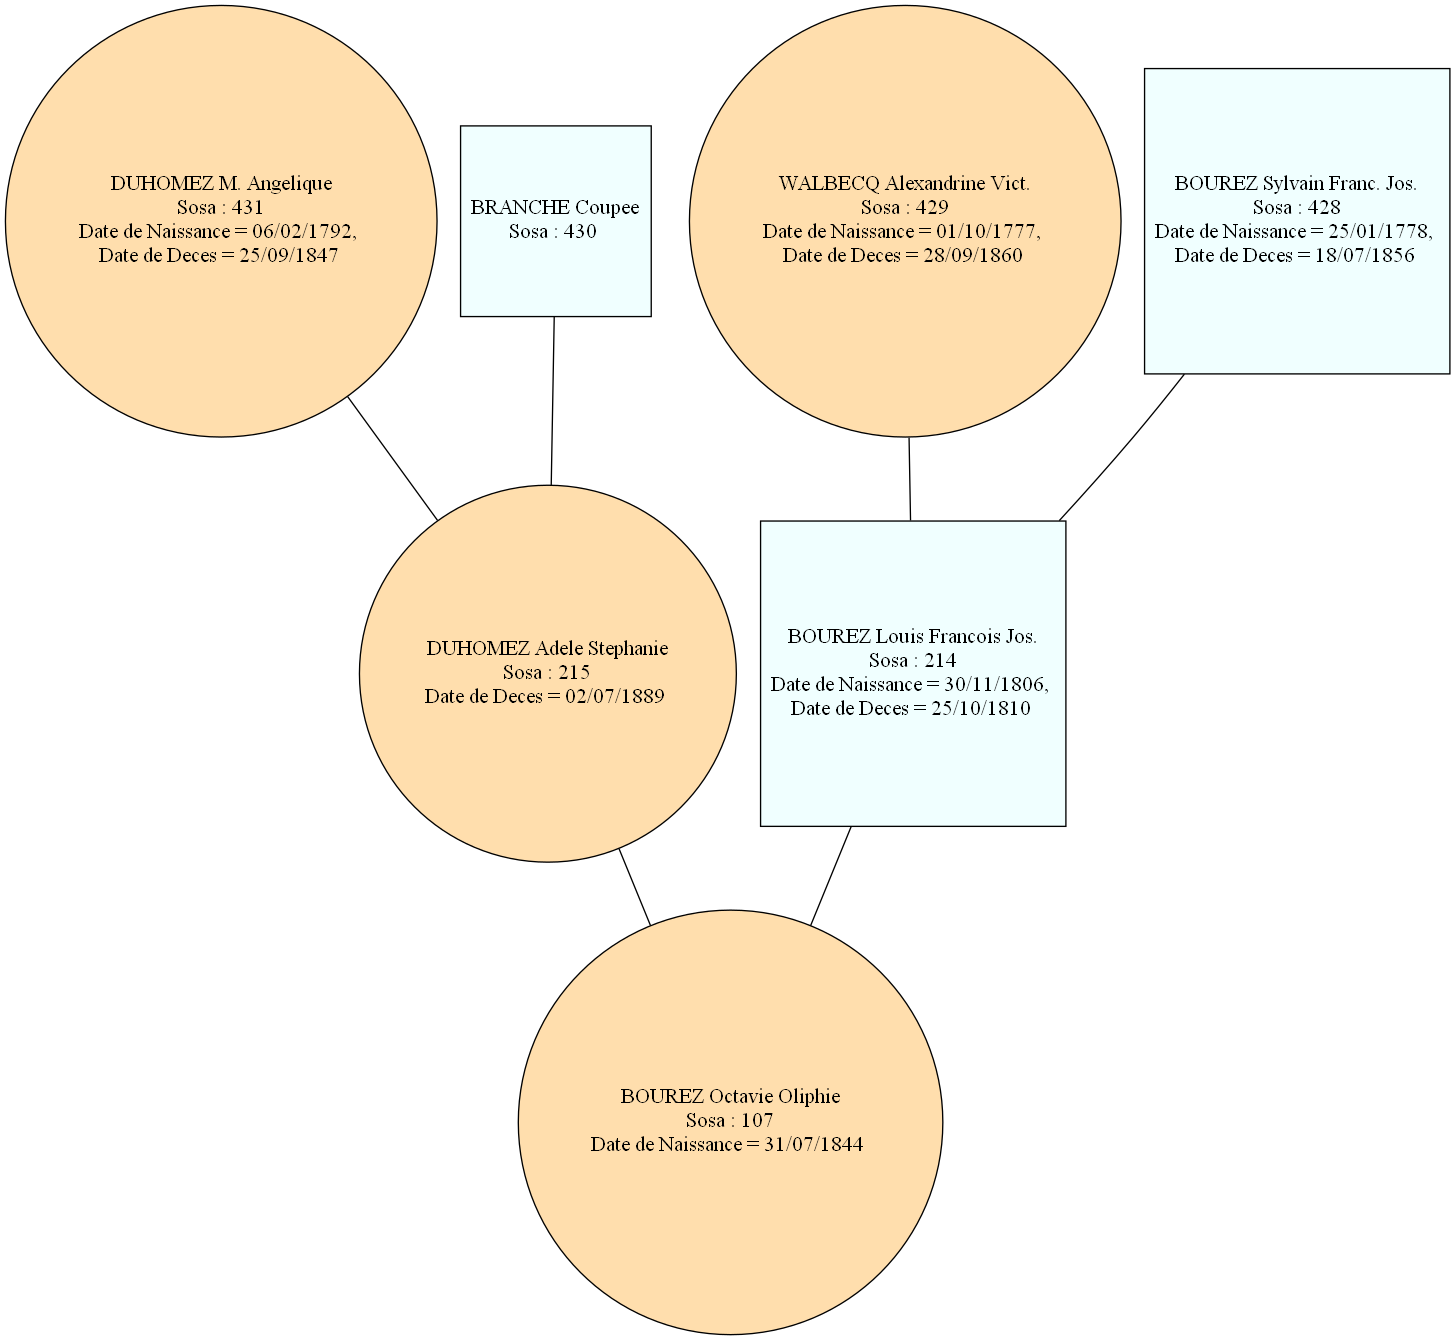 DUHOMEZ M. Angelique
Sosa : 431
Date de Naissance = 06/02/1792,
Date de Deces = 25/09/1847
BRANCHE Coupee
Sosa : 430
WALBECQ Alexandrine Vict.
Sosa : 429
Date de Naissance = 01/10/1777,
Date de Deces = 28/09/1860
BOUREZ Sylvain Franc. Jos.
Sosa : 428
Date de Naissance = 25/01/1778,
Date de Deces = 18/07/1856
DUHOMEZ Adele Stephanie
Sosa : 215
Date de Deces = 02/07/1889
BOUREZ Louis Francois Jos.
Sosa : 214
Date de Naissance = 30/11/1806,
Date de Deces = 25/10/1810
BOUREZ Octavie Oliphie
Sosa : 107
Date de Naissance = 31/07/1844